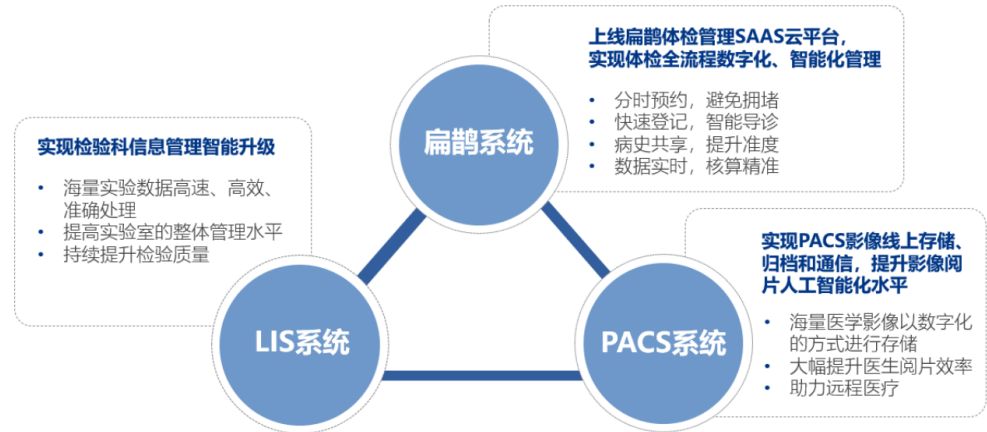 上线扁鹊体检管理SAAS云平台，
实现体检全流程数字化、智能化管理
• 分时预约，避免拥堵
• 快速登记，智能导诊
• 病史共享，提升准度
• 数据实时，核算精准
扁鹊系统
实现检验科信息管理智能升级
• 海量实验数据高速、高效、
准确处理
• 提高实验室的整体管理水平
• 持续提升检验质量
LIS系统
PACS系统
实现PACS影像线上存储、
归档和通信，提升影像阅
片人工智能化水平
• 海量医学影像以数字化
的方式进行存储
• 大幅提升医生阅片效率
• 助力远程医疗